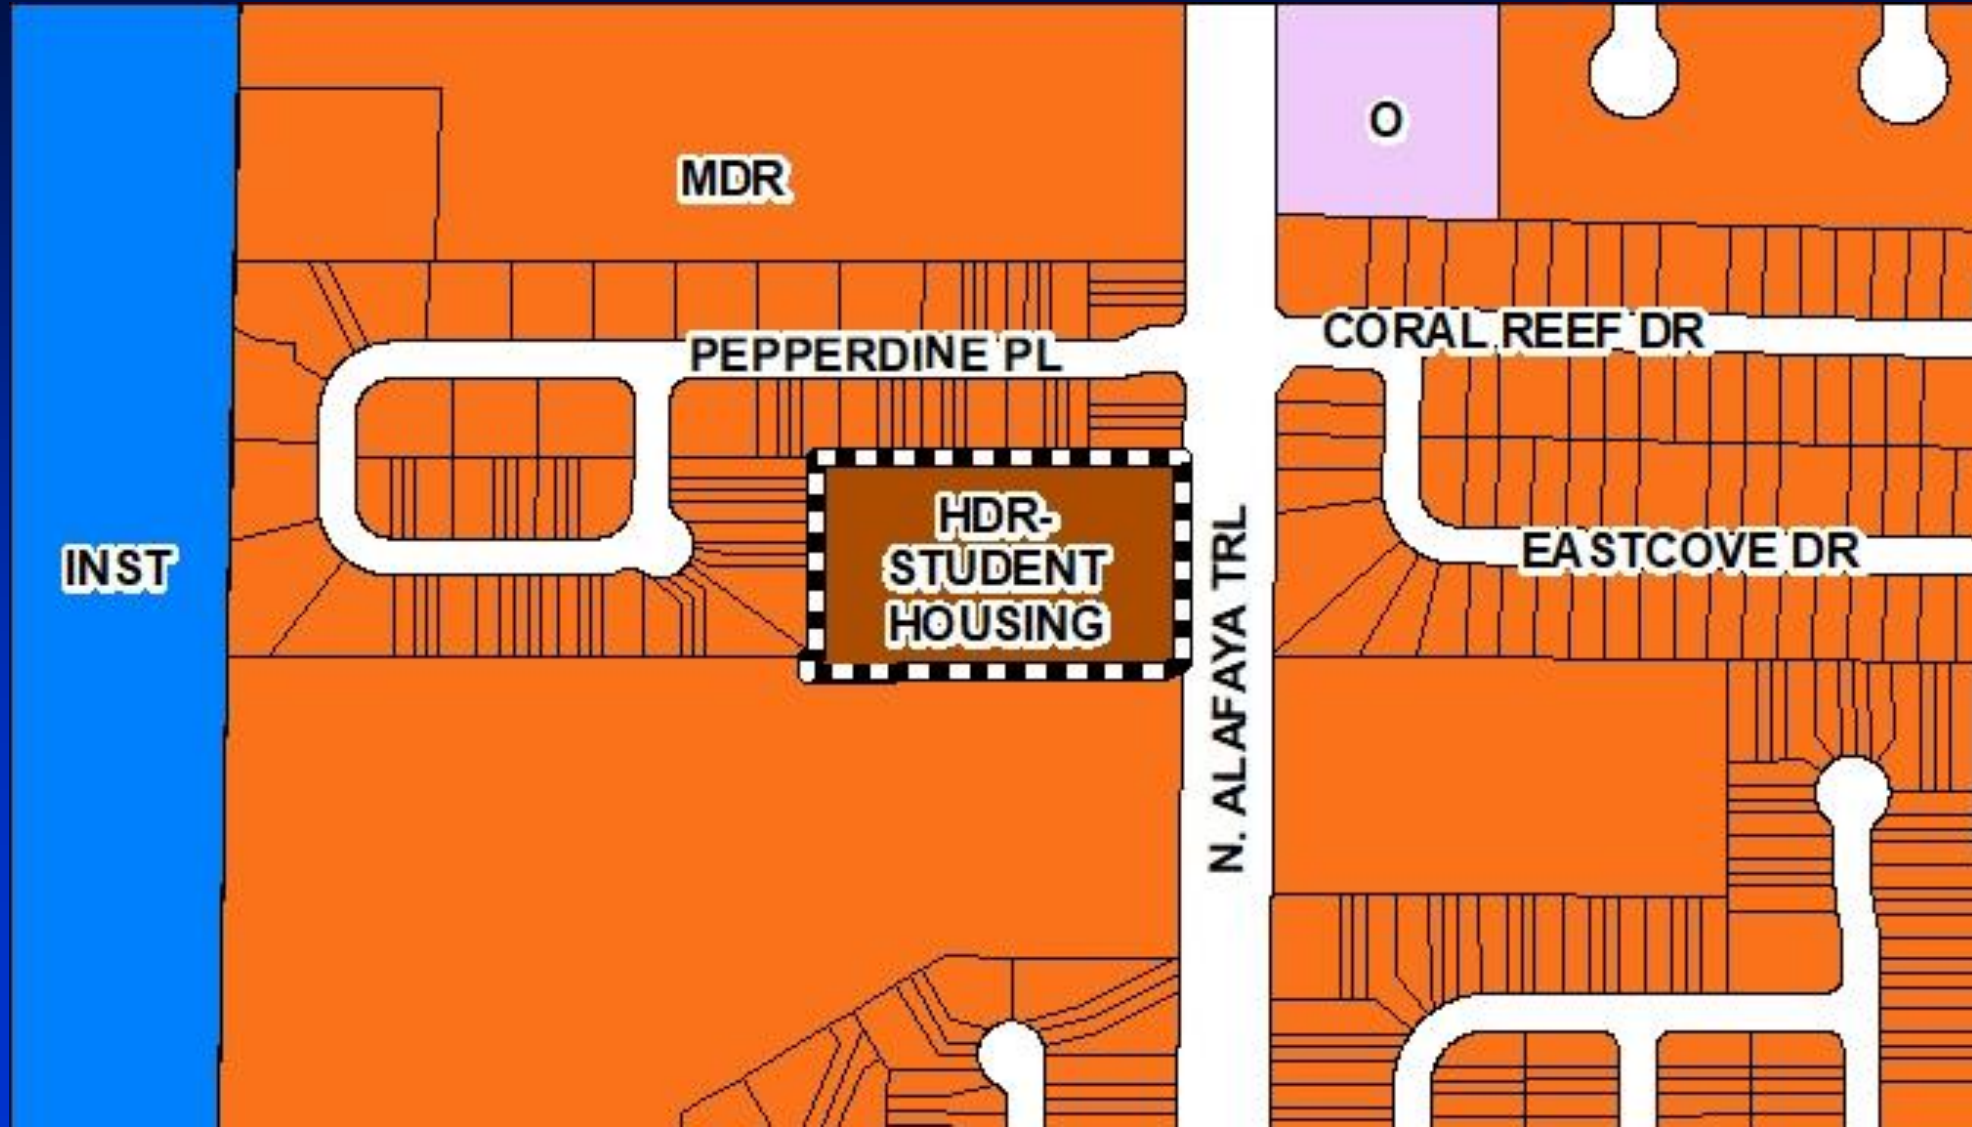 O
MDR
CORAL REEF DR
PEPPERDINE PL
HDR-
STUDENT
HOUSING
INST
EASTCOVE DR
N. ALAFAYA TRL